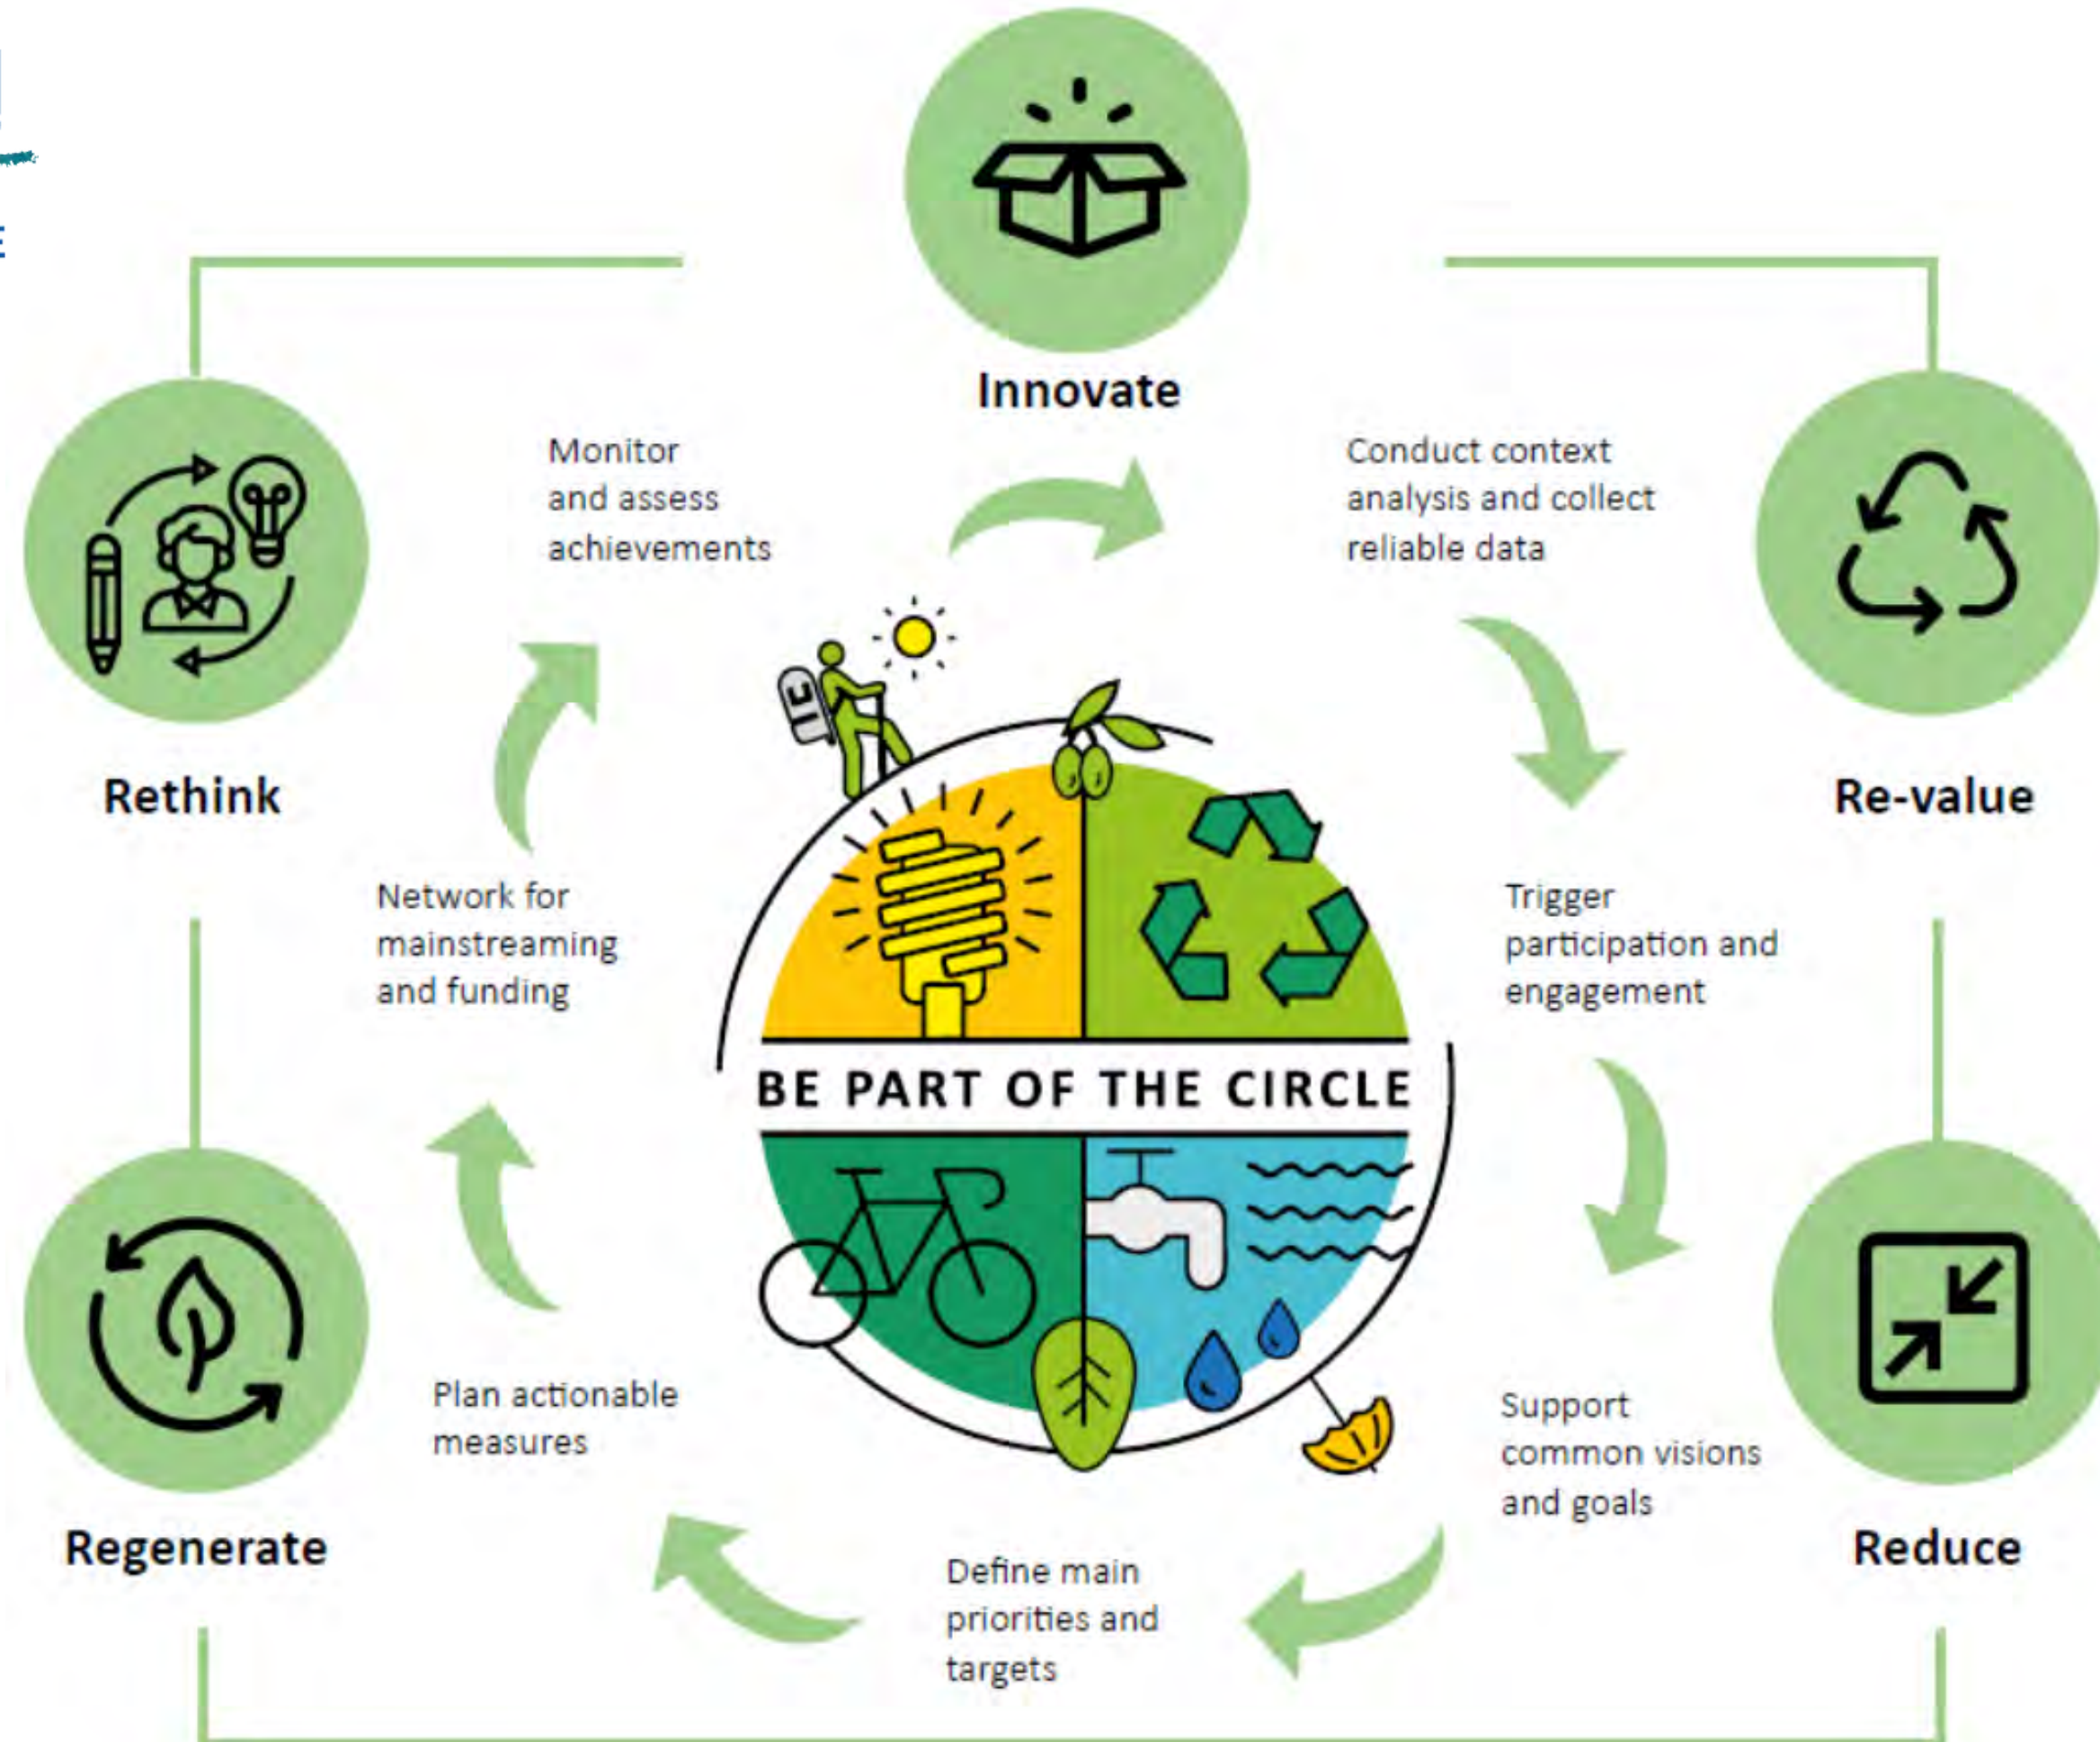 Innovate
Monitor
and assess
achievements
Conduct context
analysis and collect
reliable data
Rethink
Re-value
Network for
mainstreaming
and funding
Trigger
participation and
engagement
BE PART OF THE CIRCLE
Plan actionable
measures
Support
common visions
and goals
Regenerate
Reduce
Define main
priorities and
targets